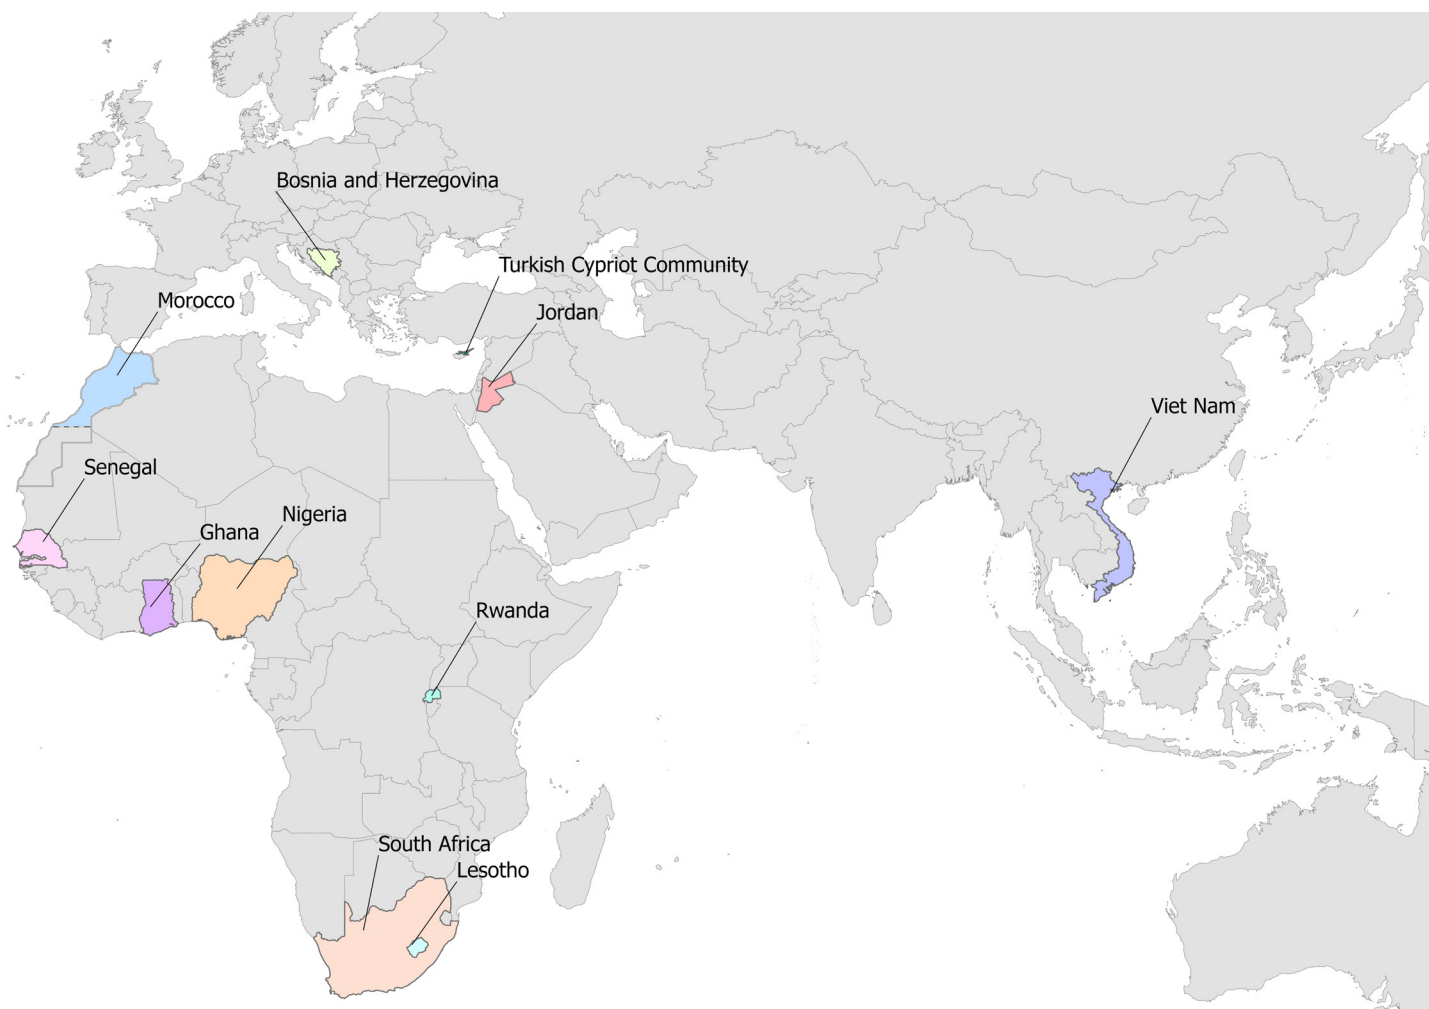 Bosnia and Herzegovina
Turkish Cypriot Community
Morocco
Jordan
Viet Nam
Senegal
Nigeria
Ghana
Rwanda
South Africa
Lesotho